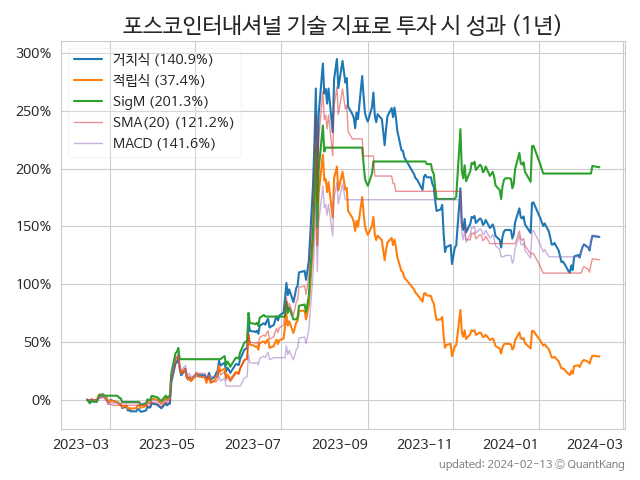 포스코인터내셔널 기술 지표로 투자 시 성과 (1년)
300%
250%
200%
150%
100%
50%
0%
거치식 (140.9%)
적립식 (37.4%)
SigM (201.3%)
SMA(20) (121.2%)
MACD (141.6%)
2023-03 2023-05 2023-07 2023-09 2023-11 2024-01 2024-03
updated: 2024-02-13 © QuantKang